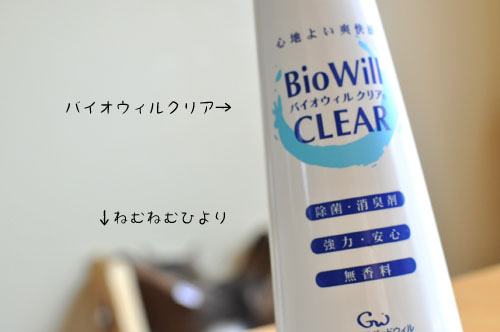 心地よい爽快
BioWill
バイオウィルクリア→
バイオウィル クリア
CLEAR
除菌・消臭剤
↓ねむねむひより
強力・安心
無香料